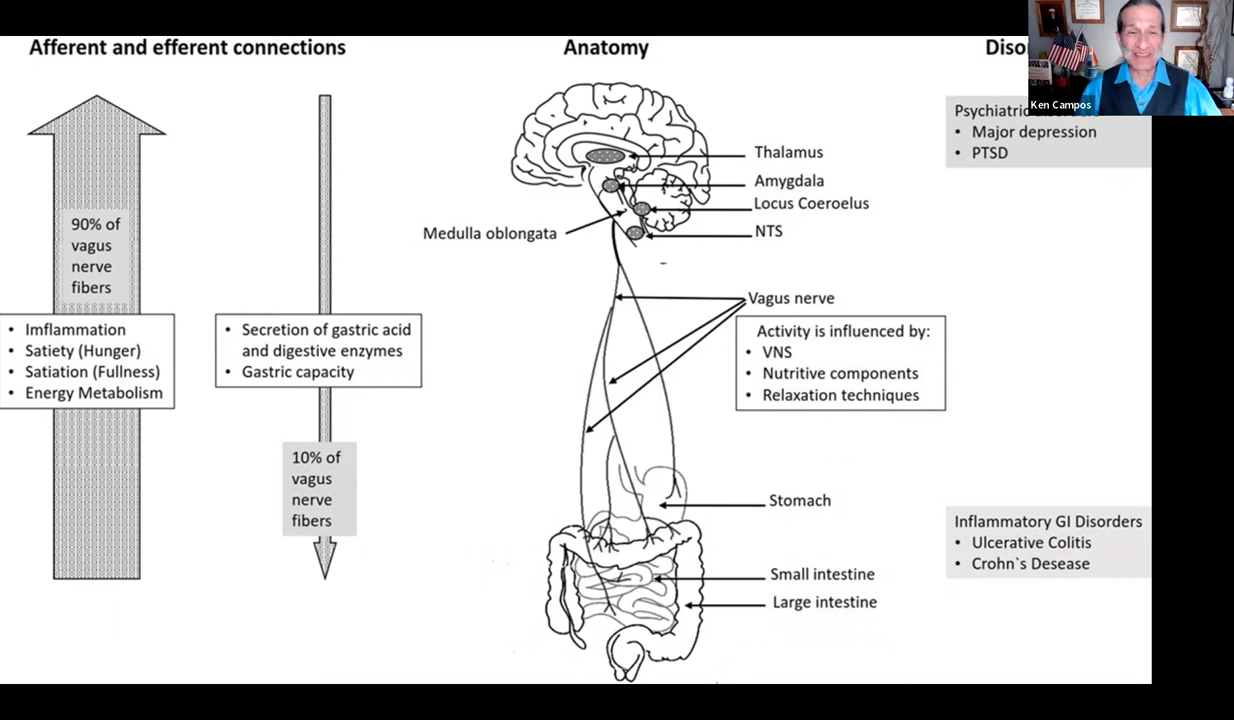 Afferent and efferent connections
90% of
vagus
nerve
fibers
• Imflammation
• Satiety (Hunger)
• Satiation (Fullness)
• Energy Metabolism
• Secretion of gastric acid
and digestive enzymes
• Gastric capacity
10% of
vagus
nerve
fibers
Anatomy
Thalamus
Amygdala
Locus Coeroelus
Medulla oblongata
NTS
Vagus nerve
Activity is influenced by:
• VNS
• Nutritive components
• Relaxation techniques
Stomach
Small intestine
Large intestine
Diso
Ken Campos
Psychiatric
• Major depression
• PTSD
Inflammatory GI Disorders
• Ulcerative Colitis
• Crohn`s Desease